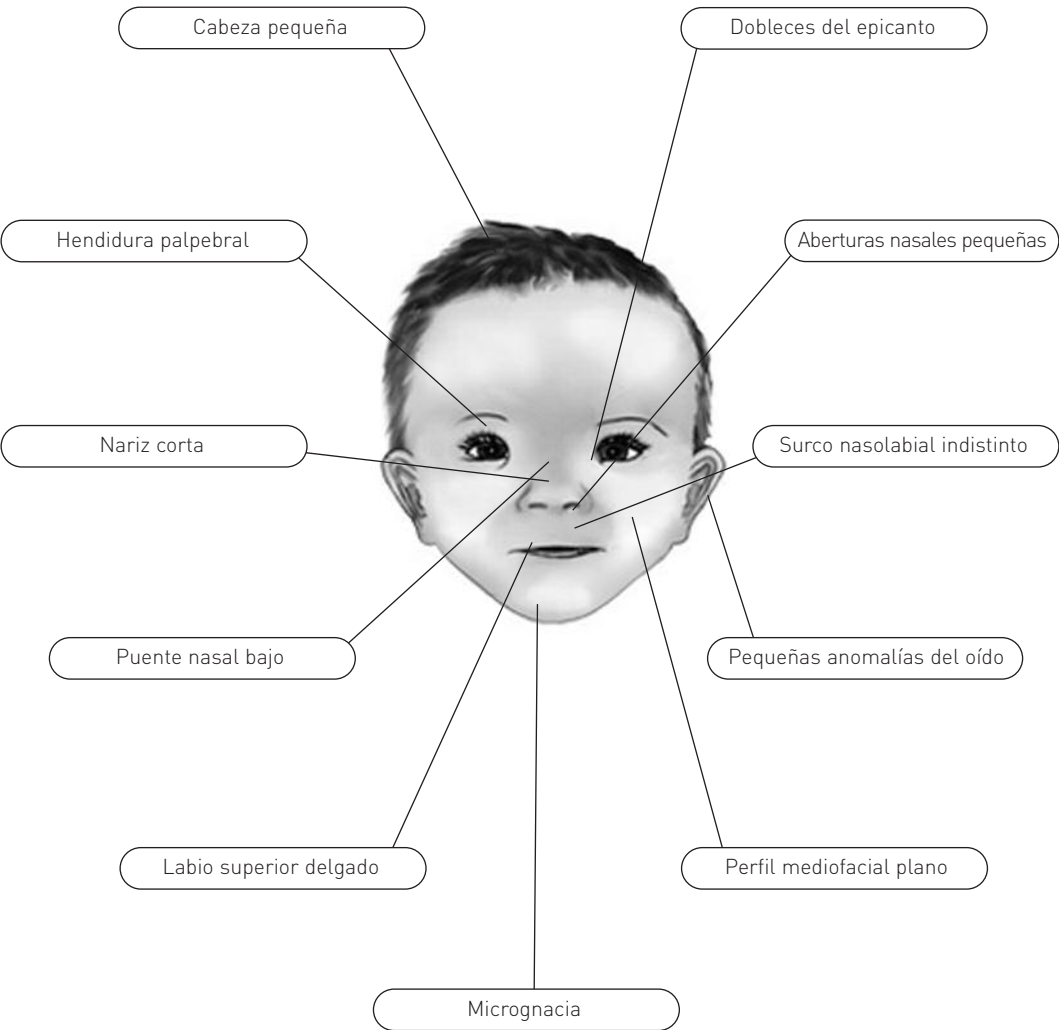 Cabeza pequeña
Dobleces del epicanto
Hendidura palpebral
Aberturas nasales pequeñas
Nariz corta
Surco nasolabial indistinto
Puente nasal bajo
Pequeñas anomalías del oído
Labio superior delgado
Perfil mediofacial plano
Micrognacia